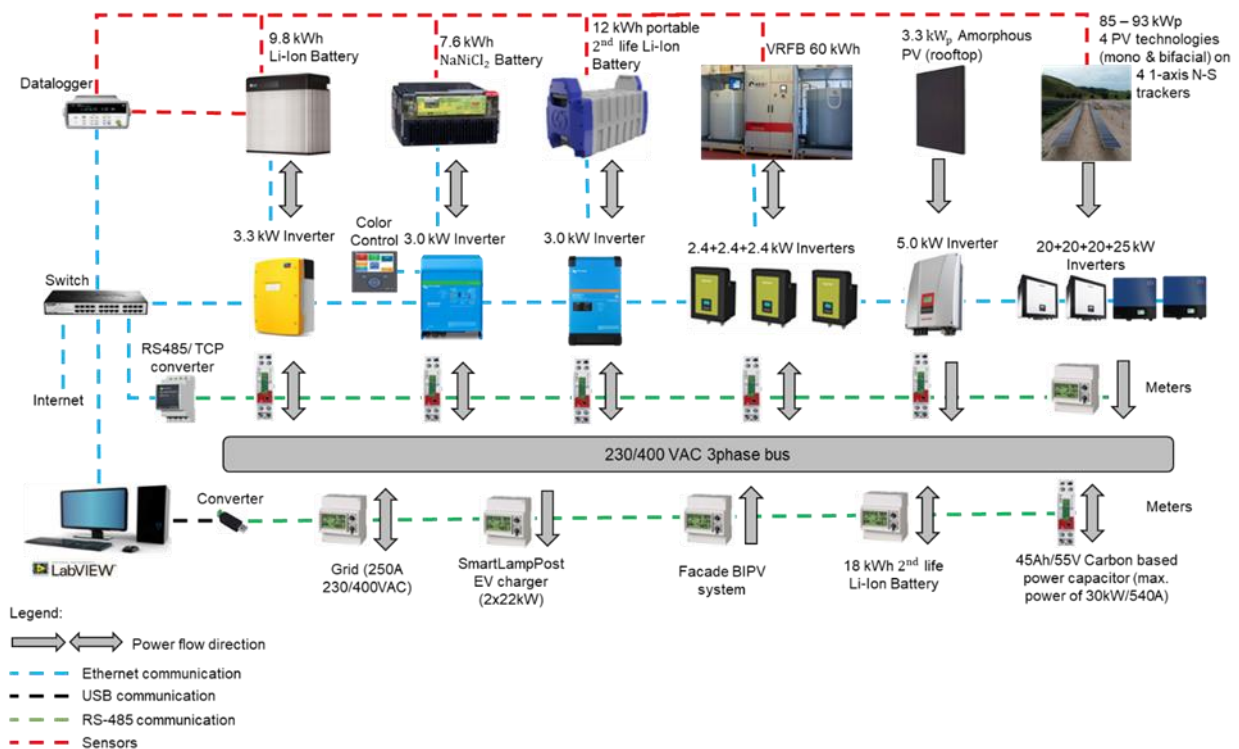 9.8 kWh
Li-Ion Battery
7.6 kWh
NaNiCl₂ Battery
12 kWh portable
2nd life Li-Ion
Battery
VRFB 60 kWh
3.3 kWp Amorphous
PV (rooftop)
85 – 93 kWp
4 PV technologies
(mono & bifacial) on
4 1-axis N-S
trackers
Datalogger
3.3 kW Inverter
Color
Control
3.0 kW Inverter
3.0 kW Inverter
2.4+2.4+2.4 kW Inverters
5.0 kW Inverter
20+20+20+25 kW
Inverters
Switch
RS485/ TCP
converter
Internet
Meters
230/400 VAC 3phase bus
Converter
Meters
LabVIEW
Grid (250A
230/400VAC)
SmartLampPost
EV charger
(2x22kW)
Facade BIPV
system
18 kWh 2nd life
Li-Ion Battery
45Ah/55V Carbon based
power capacitor (max.
power of 30kW/540A)
Legend:
Power flow direction
Ethernet communication
USB communication
RS-485 communication
Sensors